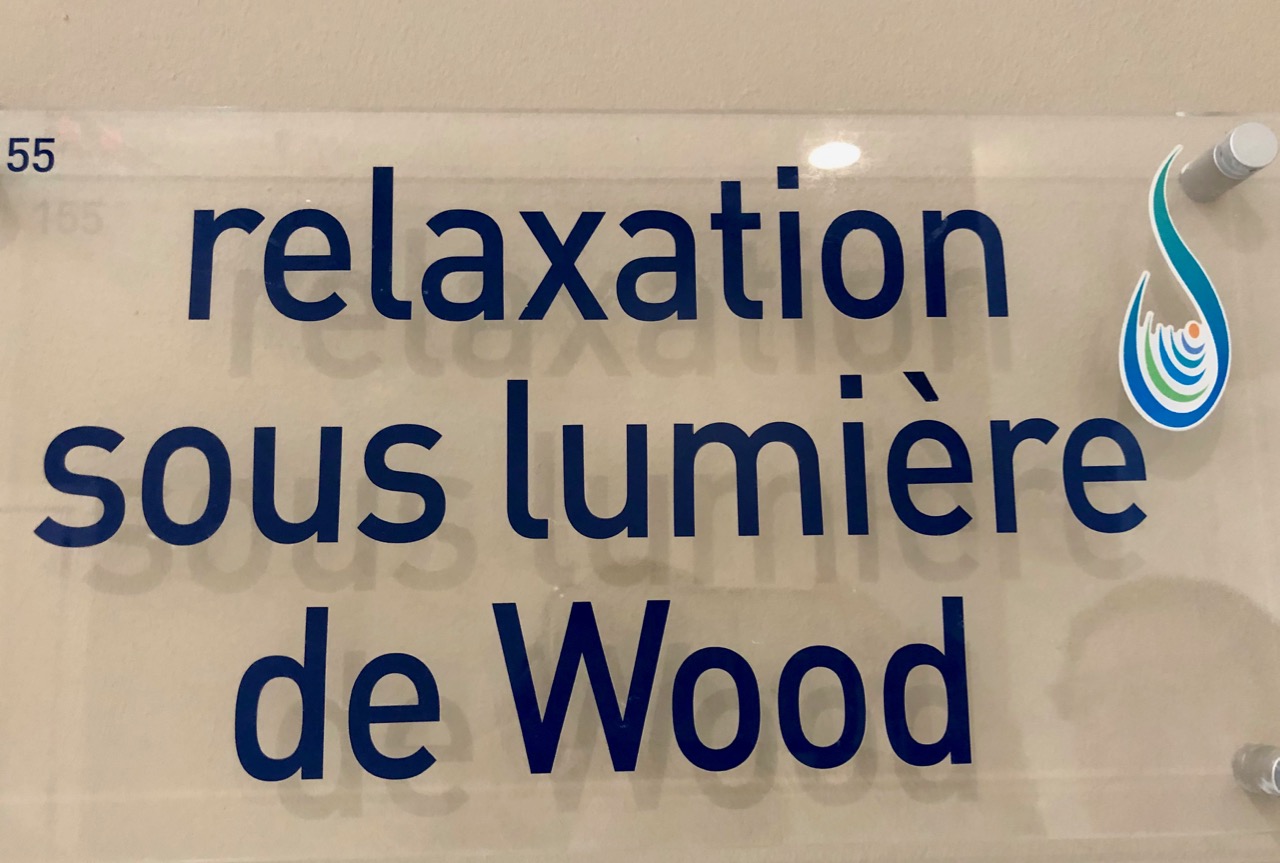 55
relaxation
sous lumière
de Wood